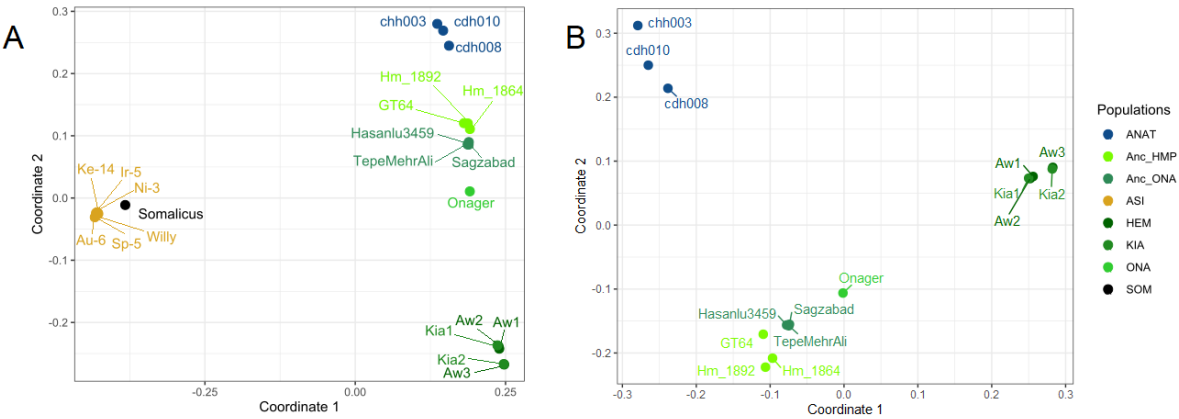 A
0.3
0.2
0.1
0.0
-0.1
-0.2
Coordinate 2
chh003
cdh010
cdh008
Hm_1892
Hm_1864
GT64
Hasanlu3459
TepeMehrAli
Sagzabad
Onager
Ke-14
Ir-5
Ni-3
Somalicus
Willy
Au-6
Sp-5
Aw2
Aw1
Kia1
Kia2
Aw3
-0.25
0.00
0.25
Coordinate 1
B
0.3
0.2
0.1
0.0
-0.1
-0.2
Coordinate 2
chh003
cdh010
cdh008
Aw1
Aw3
Kia1
Kia2
Aw2
Onager
Hasanlu3459
Sagzabad
GT64
TepeMehrAli
Hm_1892
Hm_1864
-0.3
-0.2
-0.1
0.0
0.1
0.2
0.3
Coordinate 1
Populations
ANAT
Anc_HMP
Anc_ONA
ASI
HEM
KIA
ONA
SOM